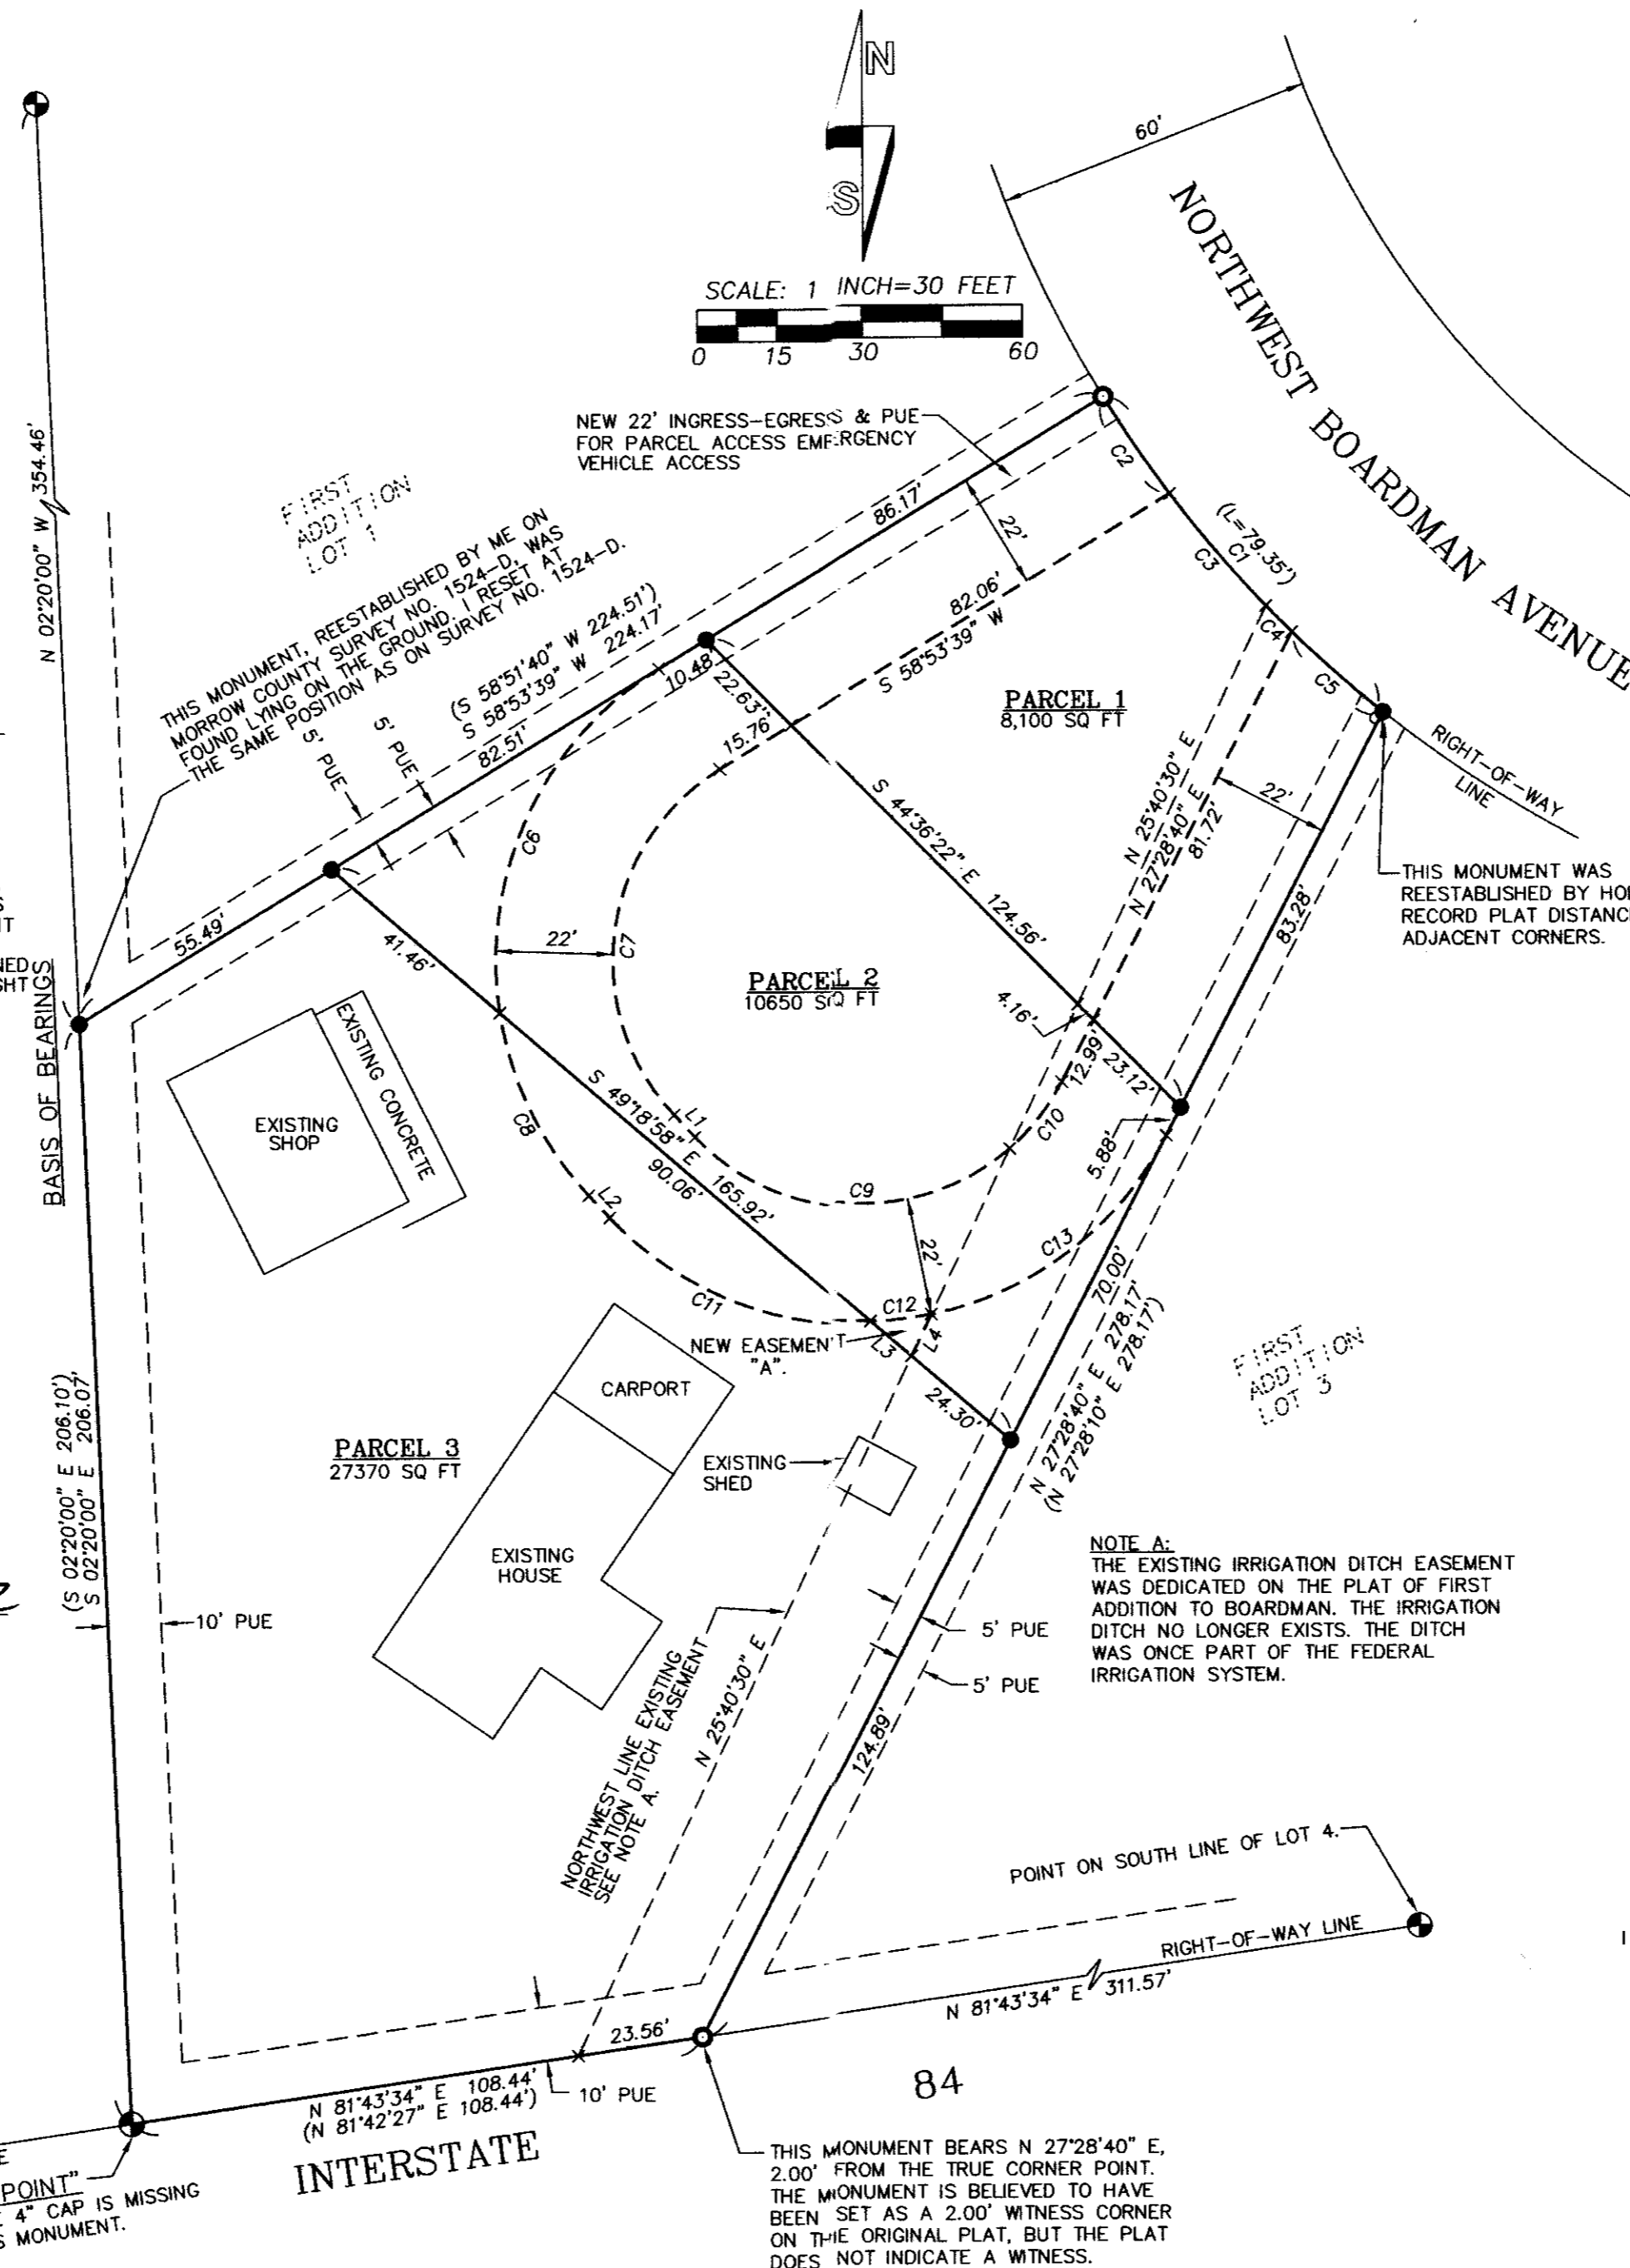 N
S
SCALE: 1 INCH=30 FEET
0 15 30 60
60'
NORTHWEST BOARDMAN AVENUE
N 02°20'00" W 354.46'
NEW 22' INGRESS-EGRESS & PUE
FOR PARCEL ACCESS EMERGENCY
VEHICLE ACCESS
FIRST
ADDITION
LOT 1
THIS MONUMENT, REESTABLISHED BY ME ON
MORROW COUNTY SURVEY NO. 1524-D, WAS
FOUND LYING ON THE GROUND. I RESET AT
THE SAME POSITION AS ON SURVEY NO. 1524-D.
(S 58°51'40" W 224.51')
S 58°53'39" W 224.17'
86.17'
22'
C2
(L=79.35')
C1
C3
C4
C5
82.06'
S 58°53'39" W
10.48'
22.63'
15.76'
82.51'
5' PUE
5' PUE
PARCEL 1
8,100 SQ FT
RIGHT-OF-WAY
LINE
N 25°40'30" E
N 27°28'40" E
81.72'
22'
83.28'
S 44°36'22" E 124.56'
THIS MONUMENT WAS
REESTABLISHED BY
RECORD PLAT
ADJACENT CORNERS.
C6
C7
22'
55.49'
41.46'
BASIS OF BEARINGS
PARCEL 2
10650 SQ FT
4.16'
12.99'
23.12'
5.88'
EXISTING
SHOP
EXISTING CONCRETE
S 49°18'58" E 165.92'
90.06'
L1
L2
C8
C9
C10
C11
C12
C13
22'
NEW EASEMENT
"A".
L3
L4
24.30'
70.00'
N 27°28'40" E 278.17'
(N 27°28'10" E 278.17')
FIRST
ADDITION
LOT 3
CARPORT
PARCEL 3
27370 SQ FT
EXISTING
SHED
EXISTING
HOUSE
(S 02°20'00" E 206.10')
S 02°20'00" E 206.07'
10' PUE
NOTE A:
THE EXISTING IRRIGATION DITCH EASEMENT
WAS DEDICATED ON THE PLAT OF FIRST
ADDITION TO BOARDMAN. THE IRRIGATION
DITCH NO LONGER EXISTS. THE DITCH
WAS ONCE PART OF THE FEDERAL
IRRIGATION SYSTEM.
5' PUE
5' PUE
NORTHWEST LINE EXISTING
IRRIGATION DITCH EASEMENT
SEE NOTE A.
N 25°40'30" E
124.89'
POINT ON SOUTH LINE OF LOT 4.
RIGHT-OF-WAY LINE
N 81°43'34" E 311.57'
23.56'
N 81°43'34" E 108.44'
(N 81°42'27" E 108.44')
10' PUE
INTERSTATE 84
POINT"
4" CAP IS MISSING
MONUMENT.
THIS MONUMENT BEARS N 27°28'40" E,
2.00' FROM THE TRUE CORNER POINT.
THE MONUMENT IS BELIEVED TO HAVE
BEEN SET AS A 2.00' WITNESS CORNER
ON THE ORIGINAL PLAT, BUT THE PLAT
DOES NOT INDICATE A WITNESS.